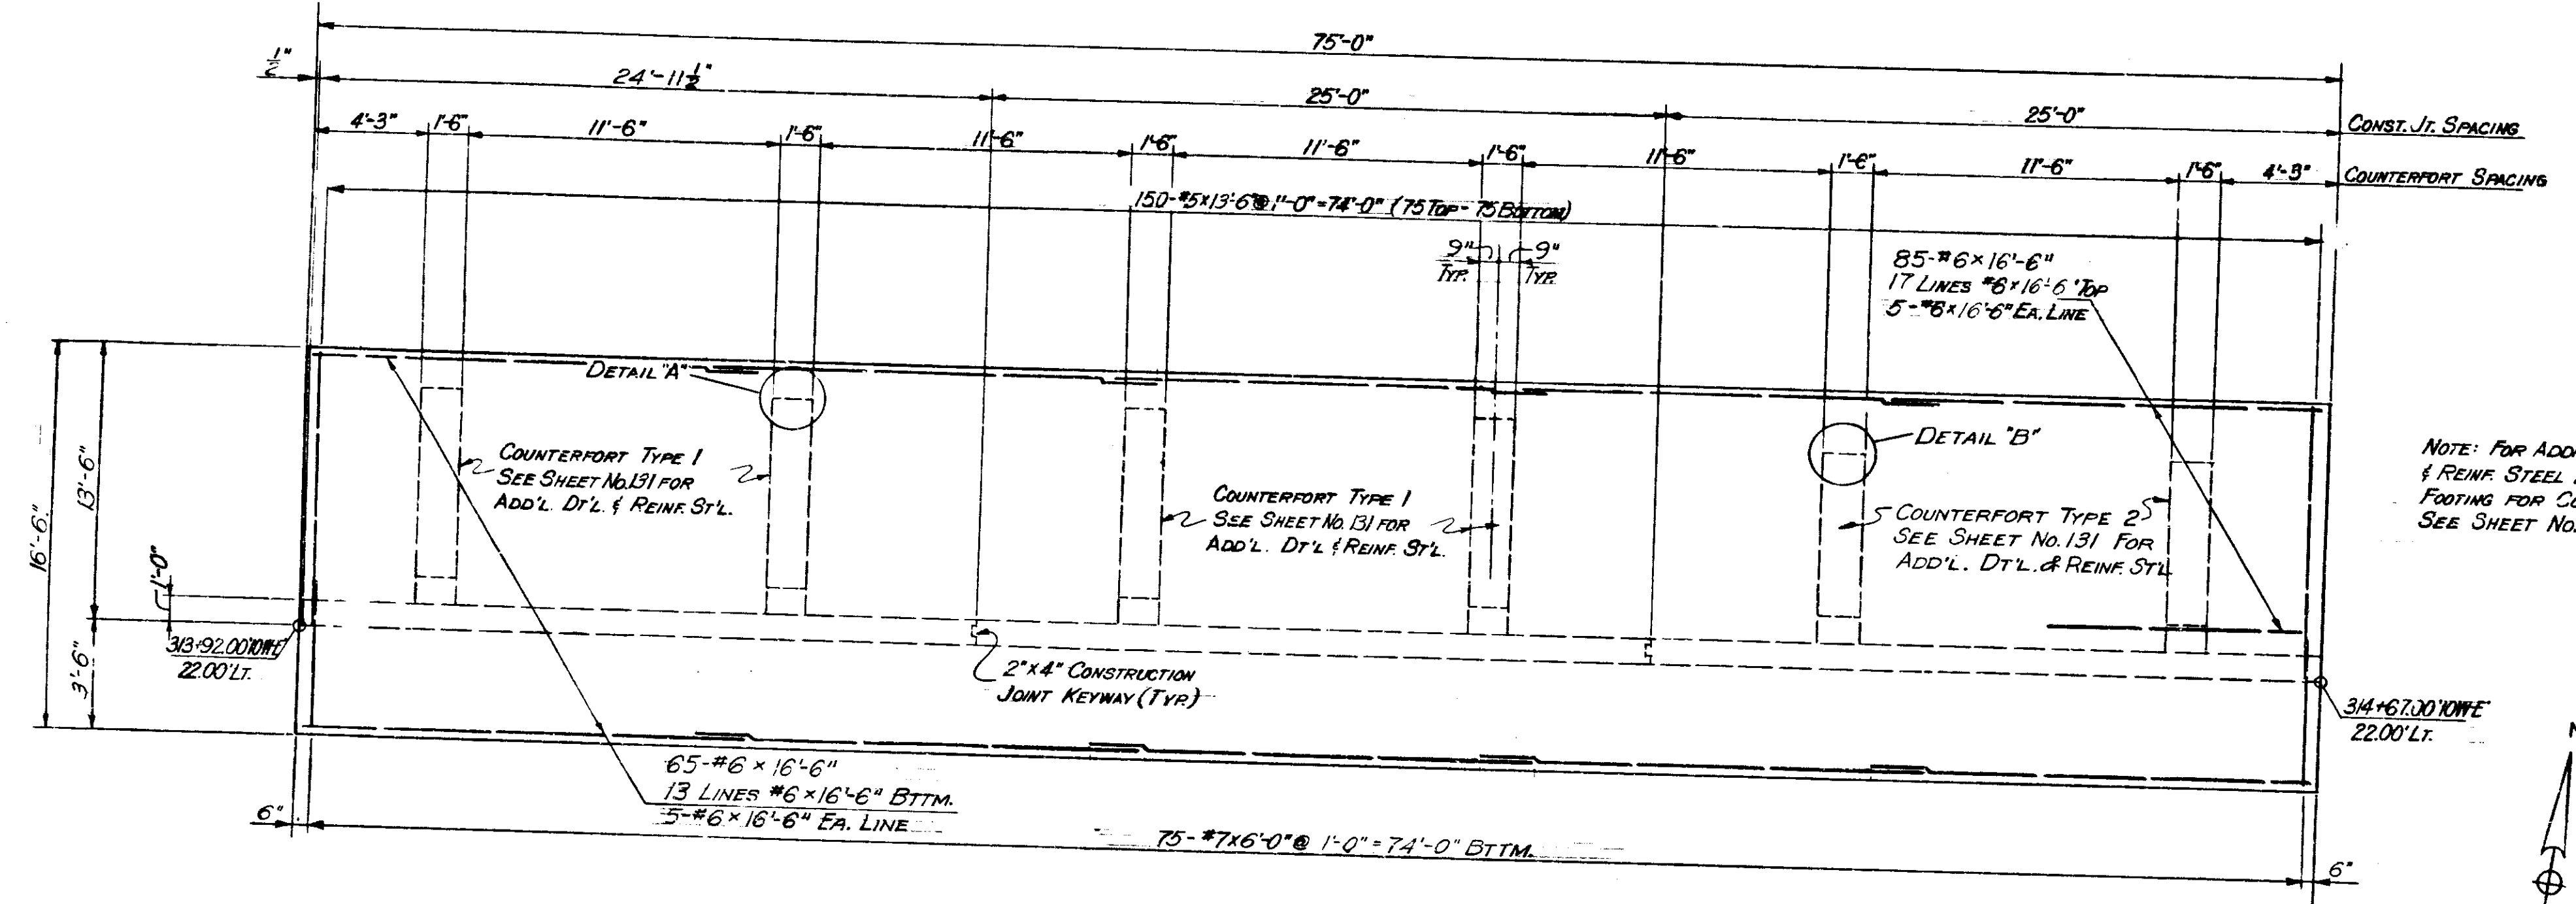 75'-0"
1/2"
24'-11 1/2"
25'-0"
25'-0"
CONST. JT. SPACING
4'-3"
1'-6"
11'-6"
1'-6"
11'-6"
1'-6"
11'-6"
1'-6"
11'-6"
1'-6"
11'-6"
1'-6"
4'-3"
COUNTERFORT SPACING
150-#5x13'-6 @ 1'-0"=74'-0" (75 TOP - 75 BOTTOM)
9"
TYP.
9"
TYP.
85-#6x16'-6"
17 LINES #6x16'-6 TOP
5-#6x16'-6" EA. LINE
DETAIL "A"
DETAIL "B"
COUNTERFORT TYPE 1
SEE SHEET No. 131 FOR
ADD'L. DT'L. & REINF. ST'L.
COUNTERFORT TYPE 1
SEE SHEET No. 131 FOR
ADD'L. DT'L & REINF. ST'L.
COUNTERFORT TYPE 2
SEE SHEET No. 131 FOR
ADD'L. DT'L. & REINF. ST'L
NOTE: FOR
& REINF. STEEL
FOOTING FOR
SEE SHEET No.
16'-6"
13'-6"
1'-0"
3'-6"
313+92.00
22.00' LT.
2"x4" CONSTRUCTION
JOINT KEYWAY (TYP.)
314+67.00
22.00' LT.
65-#6 x 16'-6"
13 LINES #6x16'-6" BTTM.
5-#6x16'-6" EA. LINE
6"
75-#7x6'-0" @ 1'-0" = 74'-0" BTTM.
6"